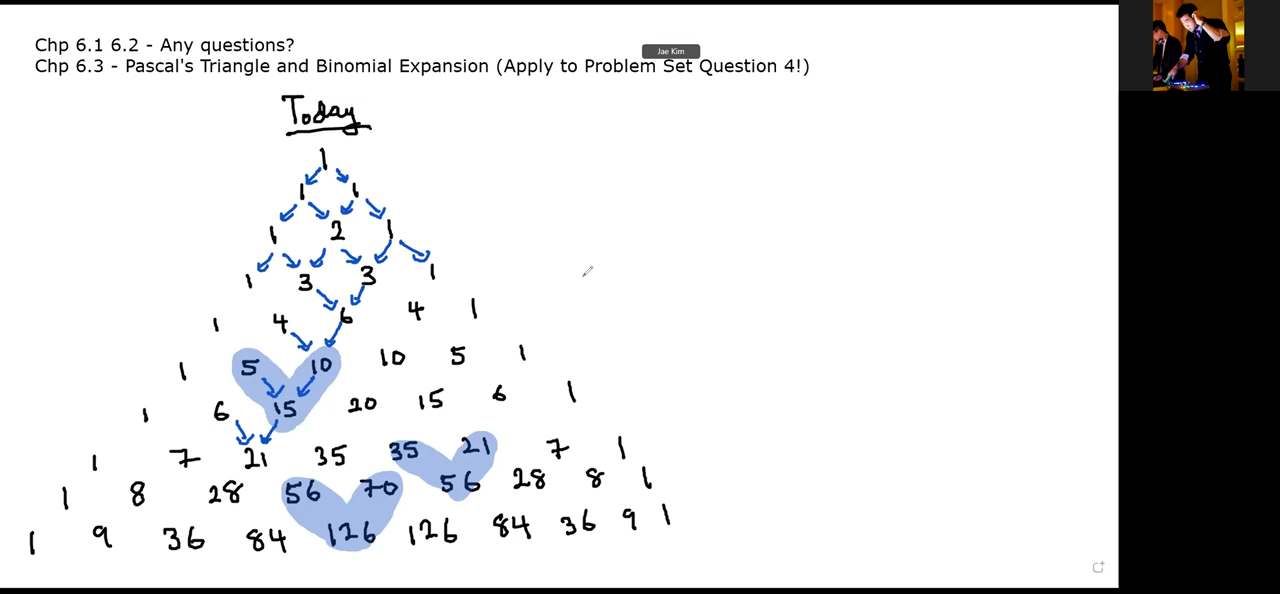 Chp 6.1 6.2 - Any questions?
Jae Kim
Chp 6.3 - Pascal's Triangle and Binomial Expansion (Apply to Problem Set Question 4!)
Today
1
1 1
1 2 1
1 3 3 1
1 4 6 4 1
1 5 10 10 5 1
1 6 15 20 15 6 1
1 7 21 35 35 21 7 1
1 8 28 56 70 56 28 8 1
1 9 36 84 126 126 84 36 9 1